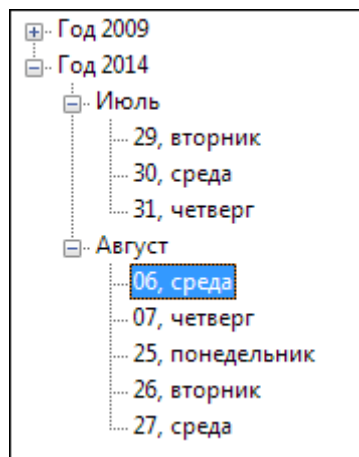 Год 2009
Год 2014
Июль
29, вторник
30, среда
31, четверг
Август
06, среда
07, четверг
25, понедельник
26, вторник
27, среда